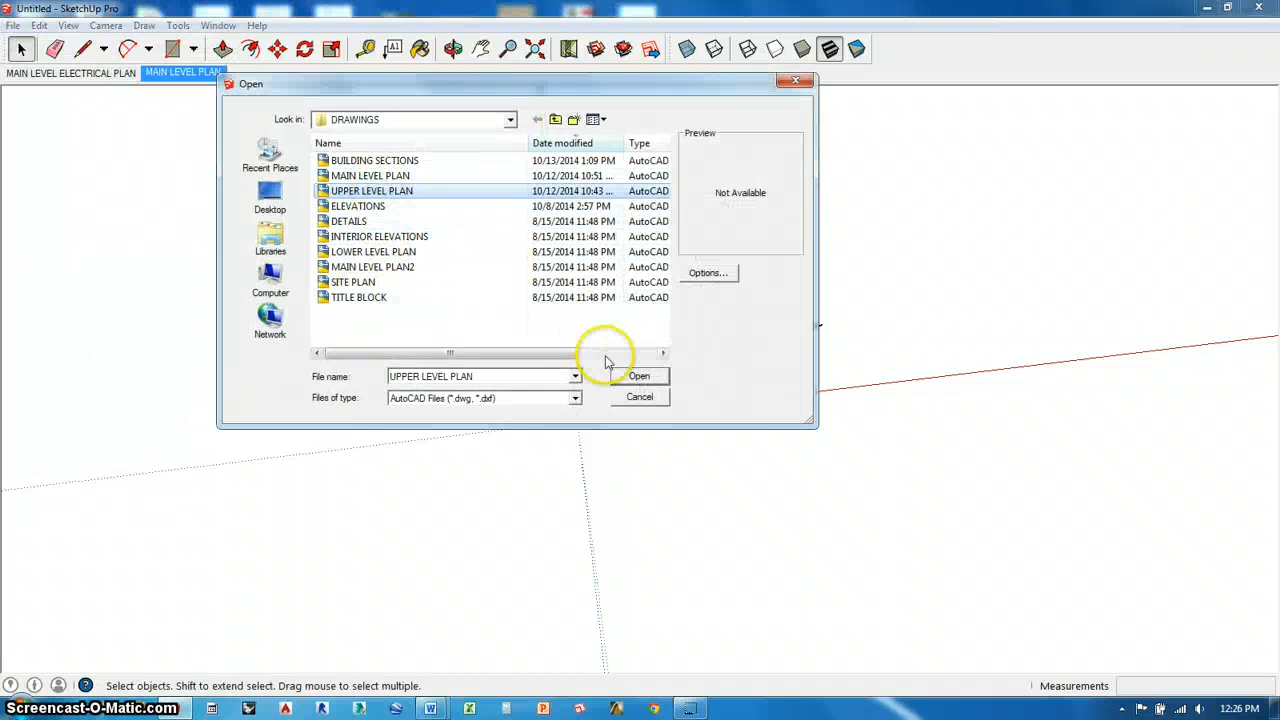 Untitled - SketchUp Pro
File Edit View Camera Draw Tools Window Help
A1
MAIN LEVEL ELECTRICAL PLAN MAIN LEVEL PLAN
Open
Look in: DRAWINGS
Preview
Name Date modified Type
BUILDING SECTIONS 10/13/2014 1:09 PM AutoCAD
MAIN LEVEL PLAN 10/12/2014 10:51 ... AutoCAD
UPPER LEVEL PLAN 10/12/2014 10:43 ... AutoCAD
ELEVATIONS 10/8/2014 2:57 PM AutoCAD
DETAILS 8/15/2014 11:48 PM AutoCAD
INTERIOR ELEVATIONS 8/15/2014 11:48 PM AutoCAD
LOWER LEVEL PLAN 8/15/2014 11:48 PM AutoCAD
MAIN LEVEL PLAN2 8/15/2014 11:48 PM AutoCAD
SITE PLAN 8/15/2014 11:48 PM AutoCAD
TITLE BLOCK 8/15/2014 11:48 PM AutoCAD
Recent Places
Desktop
Libraries
Computer
Network
Not Available
Options...
File name: UPPER LEVEL PLAN Open
Files of type: AutoCAD Files (*.dwg, *.dxf) Cancel
Select objects. Shift to extend select. Drag mouse to select multiple. Measurements
Screencast-O-Matic.com 12:26 PM